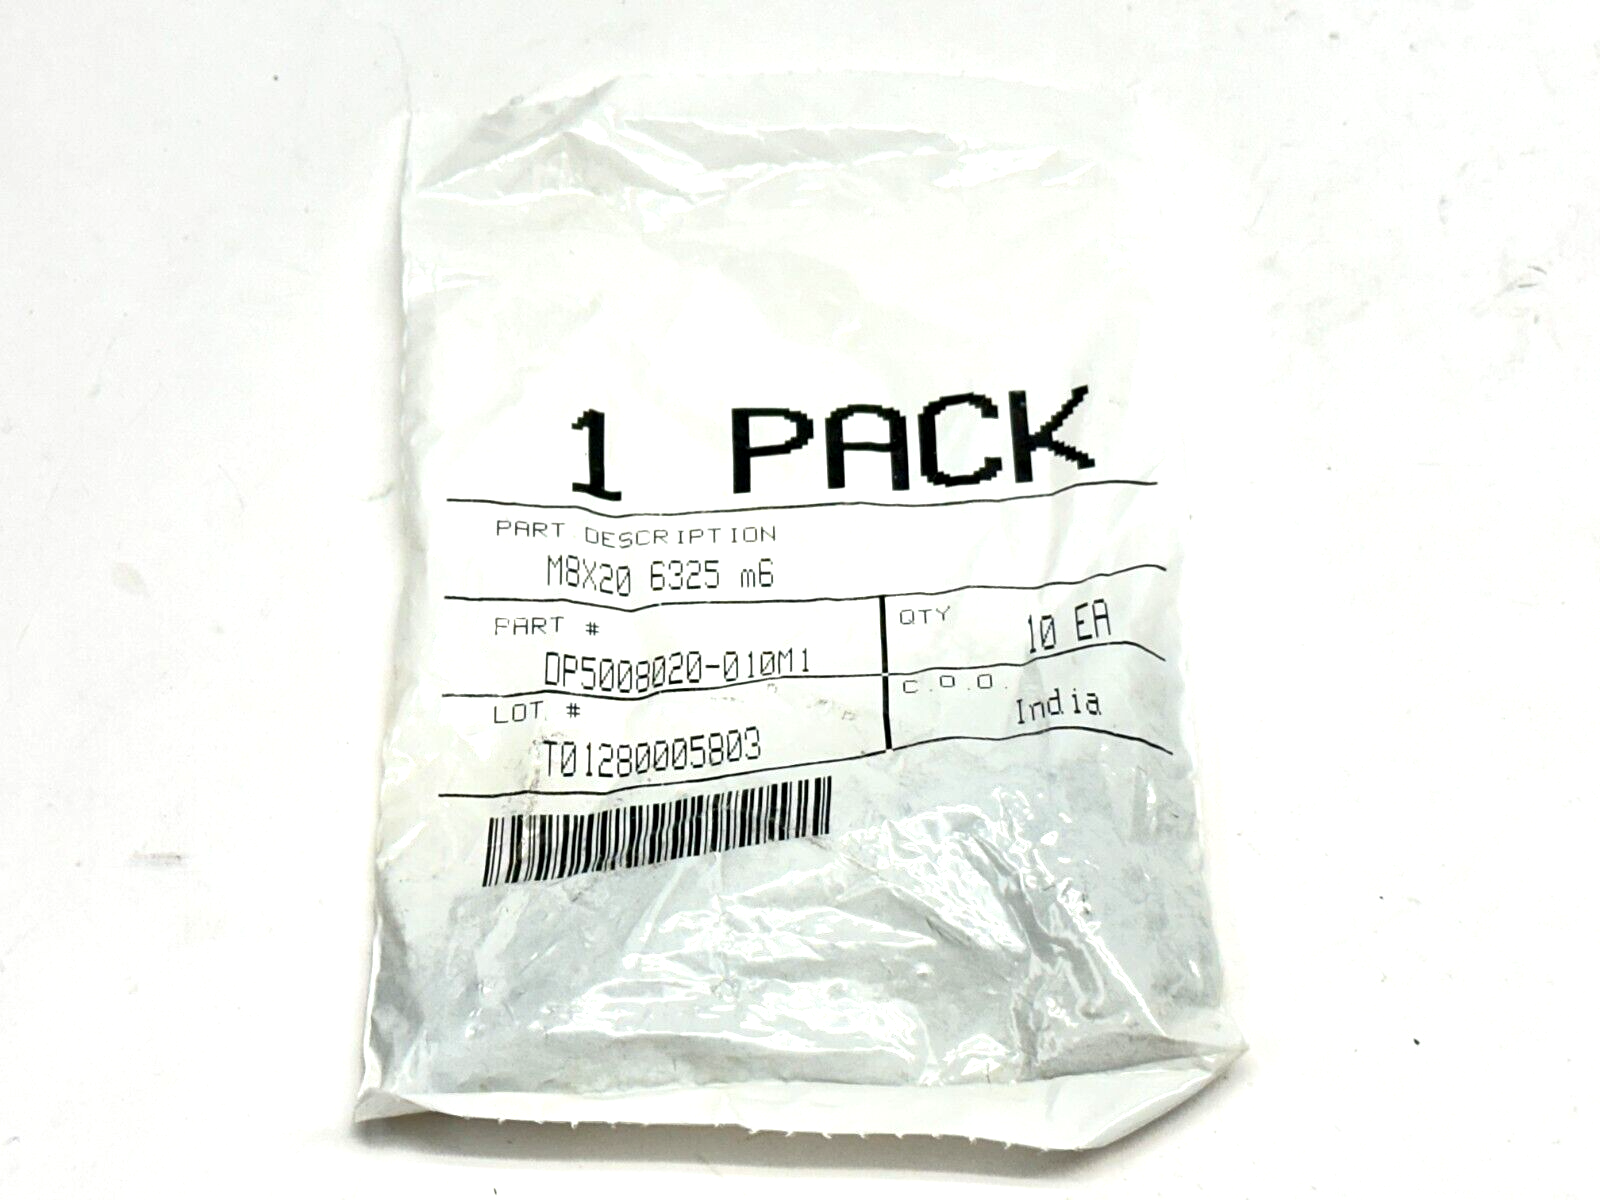 1 PACK
PART DESCRIPTION
M8X20 6325 m6
PART #
DP5008020-010M1
QTY
10 EA
LOT #
T01280005803
C.O.O.
India